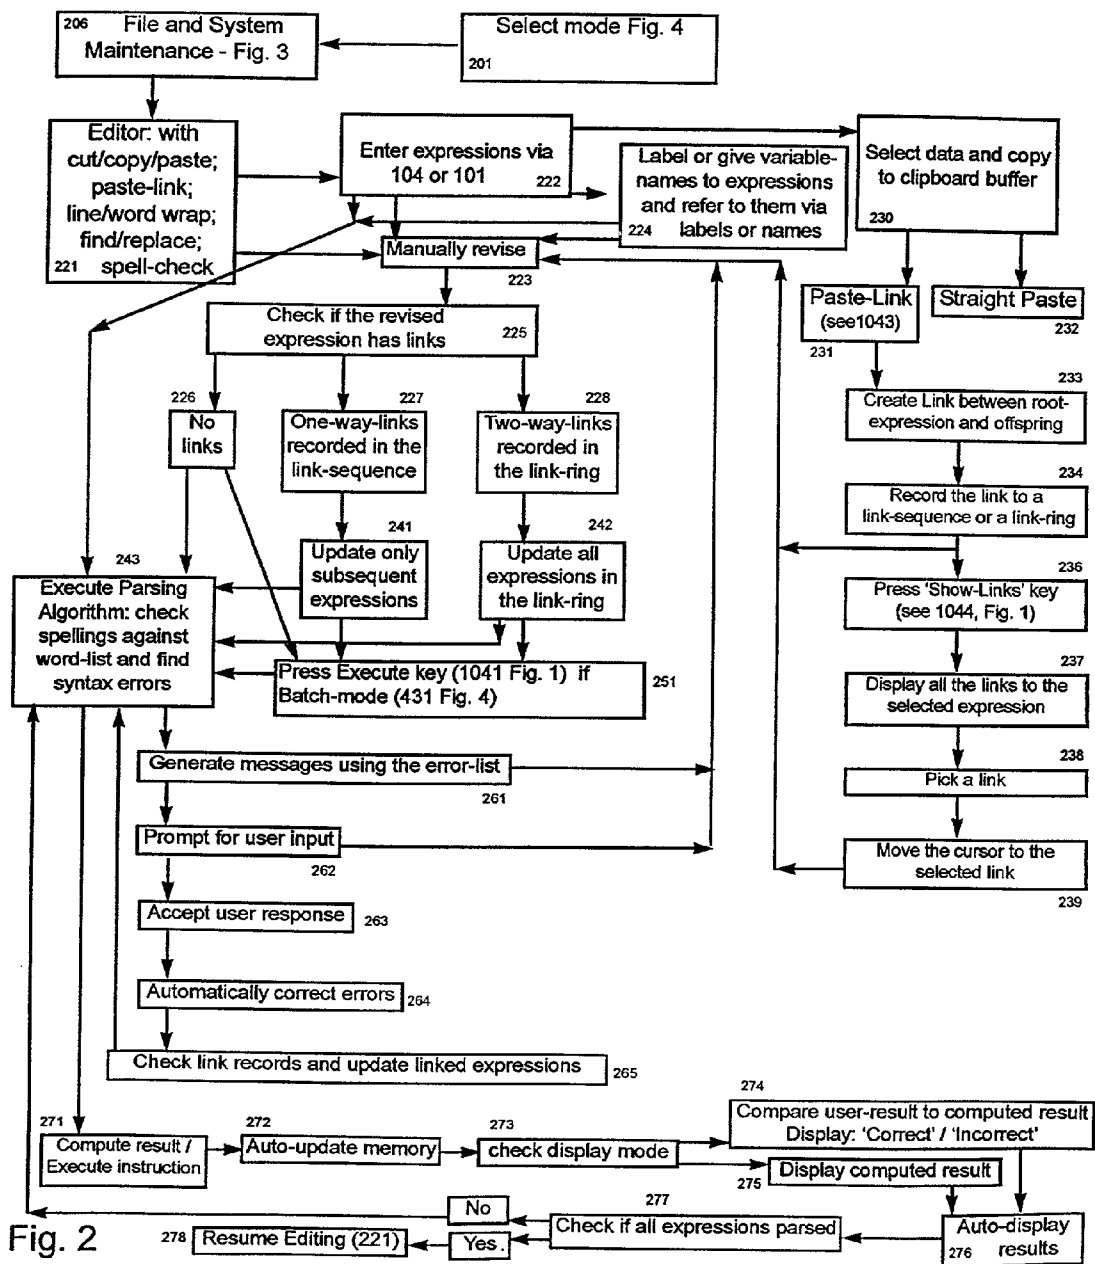 206 File and System
Maintenance - Fig. 3
Select mode Fig. 4
201
Editor: with
cut/copy/paste;
paste-link;
line/word wrap;
find/replace;
221 spell-check
Enter expressions via
104 or 101 222
Label or give variable-
names to expressions
and refer to them via
224 labels or names
Select data and copy
to clipboard buffer
230
Manually revise
223
Paste-Link
(see1043)
231
Straight Paste
232
Check if the revised
expression has links 225
233
Create Link between root-
expression and offspring
226
No
links
227
One-way-links
recorded in the
link-sequence
228
Two-way-links
recorded in
the link-ring
234
Record the link to a
link-sequence or a link-ring
241
Update only
subsequent
expressions
242
Update all
expressions in
the link-ring
236
Press 'Show-Links' key
(see 1044, Fig. 1)
243
Execute Parsing
Algorithm: check
spellings against
word-list and find
syntax errors
Press Execute key (1041 Fig. 1) if
Batch-mode (431 Fig. 4)
251
237
Display all the links to the
selected expression
238
Pick a link
Generate messages using the error-list
261
Prompt for user input
262
Move the cursor to the
selected link
239
Accept user response
263
Automatically correct errors
264
Check link records and update linked expressions
265
271
Compute result /
Execute instruction
272
Auto-update memory
273
check display mode
274
Compare user-result to computed result
Display: 'Correct' / 'Incorrect'
275 Display computed result
Auto-display
276 results
277
Check if all expressions parsed
No
Yes.
278 Resume Editing (221)
Fig. 2